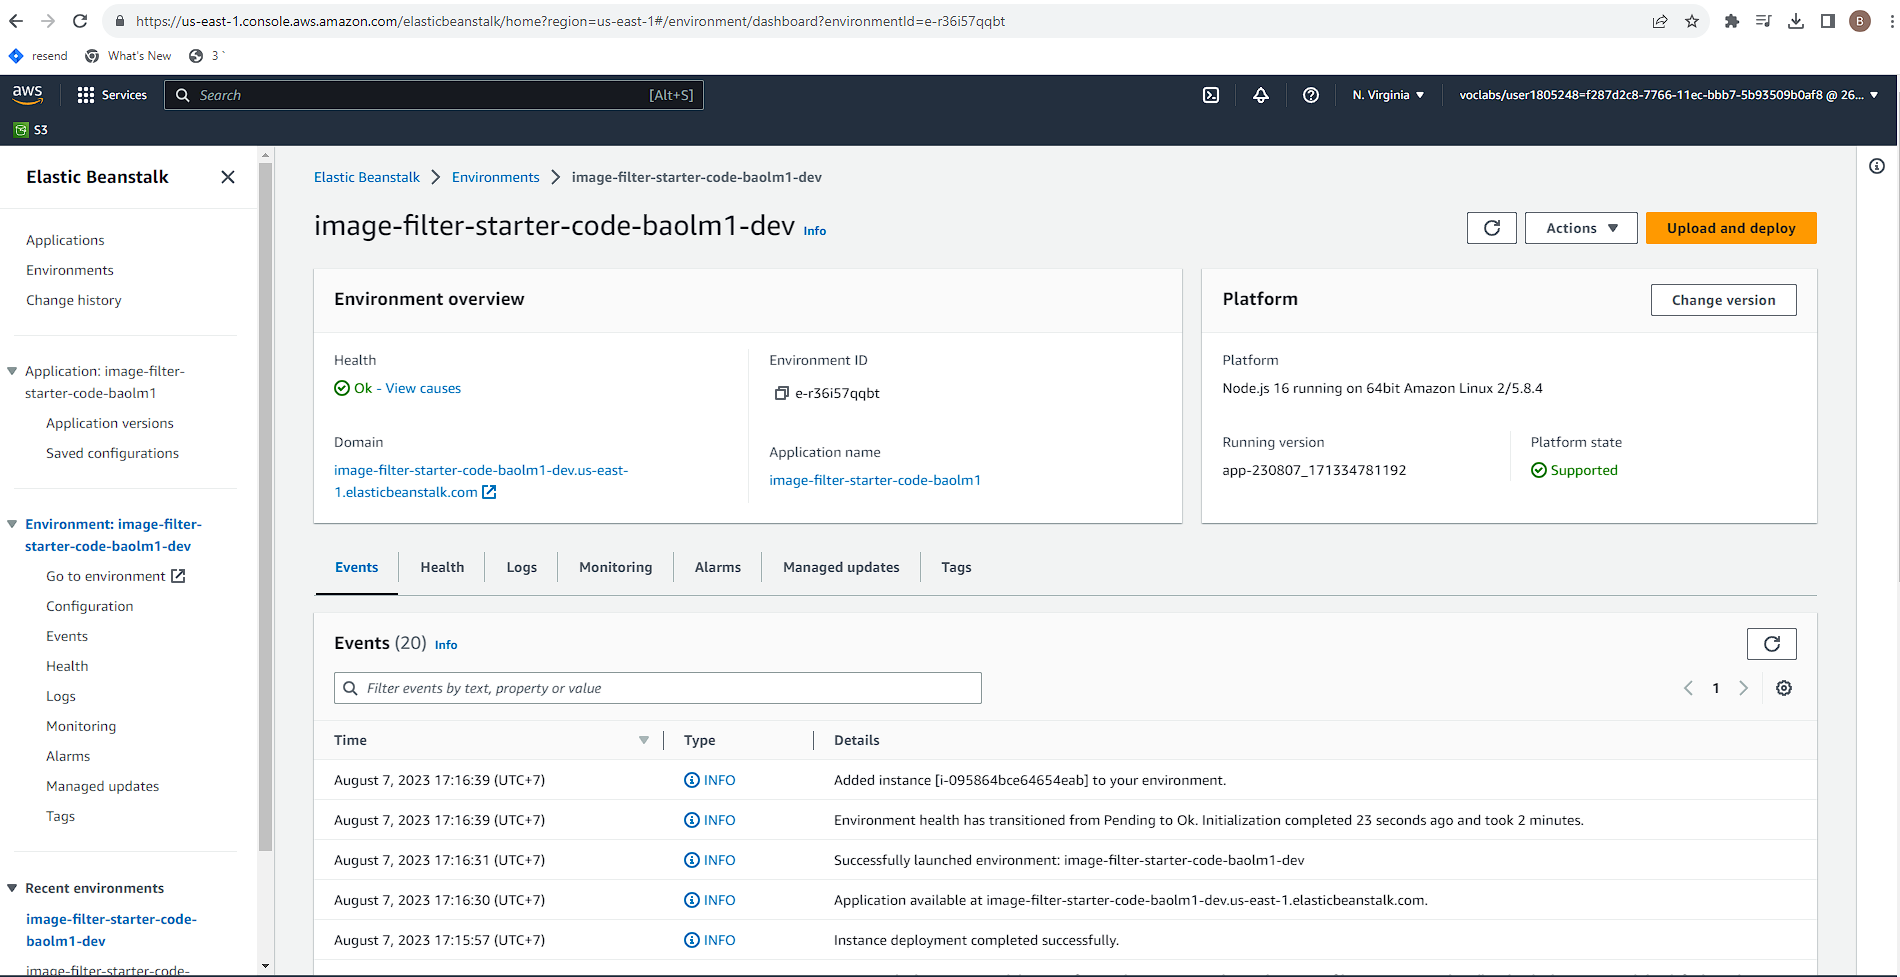 https://us-east-1.console.aws.amazon.com/elasticbeanstalk/home?region=us-east-1#/environment/dashboard?environmentId=e-r36i57qqbt
B
resend
What's New
3 `
aws
Services
Search
[Alt+S]
N. Virginia
voclabs/user1805248=f287d2c8-7766-11ec-bbb7-5b93509b0af8 @ 26...
S3
Elastic Beanstalk
Applications
Environments
Change history
Application: image-filter-
starter-code-baolm1
Application versions
Saved configurations
Environment: image-filter-
starter-code-baolm1-dev
Go to environment
Configuration
Events
Health
Logs
Monitoring
Alarms
Managed updates
Tags
Recent environments
image-filter-starter-code-
baolm1-dev
image-filter-starter-code-
Elastic Beanstalk
Environments
image-filter-starter-code-baolm1-dev
image-filter-starter-code-baolm1-dev Info
Actions
Upload and deploy
Environment overview
Health
Ok - View causes
Domain
image-filter-starter-code-baolm1-dev.us-east-
1.elasticbeanstalk.com
Environment ID
e-r36i57qqbt
Application name
image-filter-starter-code-baolm1
Platform
Change version
Platform
Node.js 16 running on 64bit Amazon Linux 2/5.8.4
Running version
app-230807_171334781192
Platform state
Supported
Events
Health
Logs
Monitoring
Alarms
Managed updates
Tags
Events (20) Info
Filter events by text, property or value
1
Time Type Details
August 7, 2023 17:16:39 (UTC+7) INFO Added instance [i-095864bce64654eab] to your environment.
August 7, 2023 17:16:39 (UTC+7) INFO Environment health has transitioned from Pending to Ok. Initialization completed 23 seconds ago and took 2 minutes.
August 7, 2023 17:16:31 (UTC+7) INFO Successfully launched environment: image-filter-starter-code-baolm1-dev
August 7, 2023 17:16:30 (UTC+7) INFO Application available at image-filter-starter-code-baolm1-dev.us-east-1.elasticbeanstalk.com.
August 7, 2023 17:15:57 (UTC+7) INFO Instance deployment completed successfully.